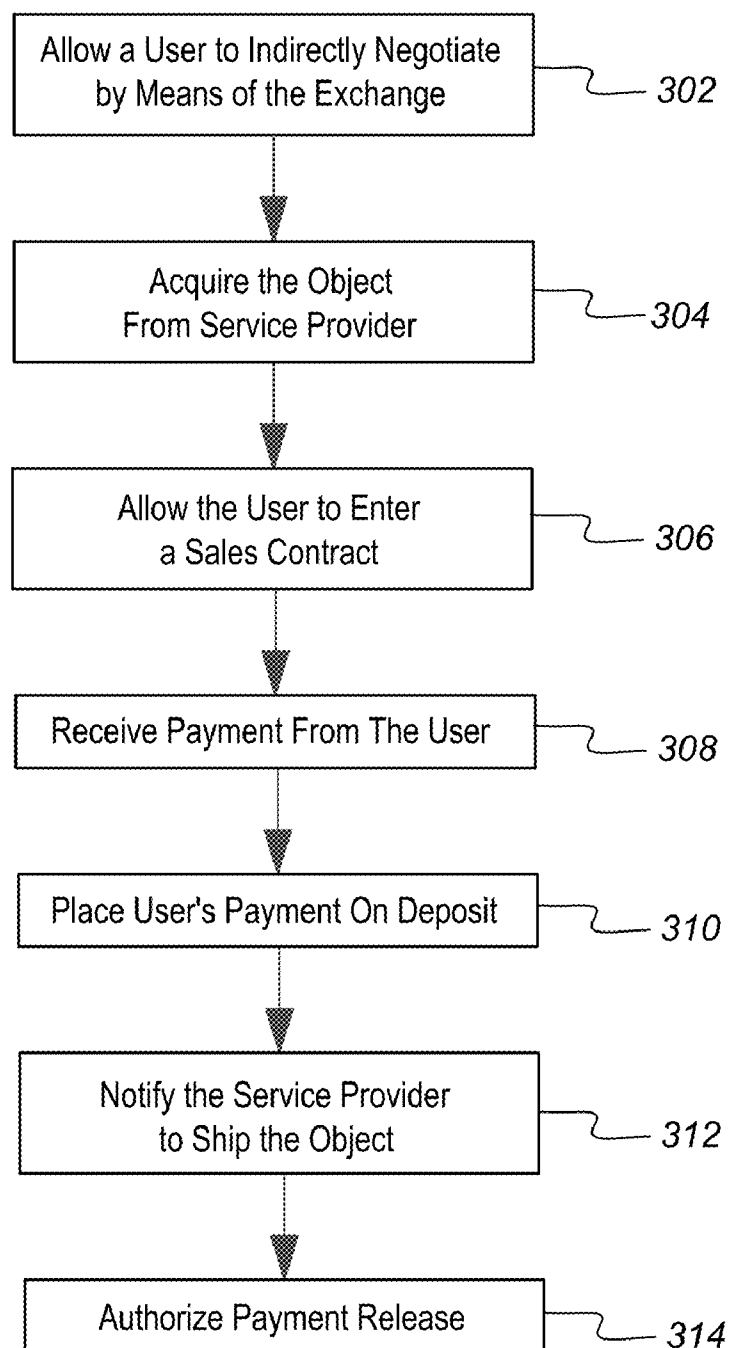 Allow a User to Indirectly Negotiate
by Means of the Exchange
302
Acquire the Object
From Service Provider
304
Allow the User to Enter
a Sales Contract
306
Receive Payment From The User
308
Place User's Payment On Deposit
310
Notify the Service Provider
to Ship the Object
312
Authorize Payment Release
314